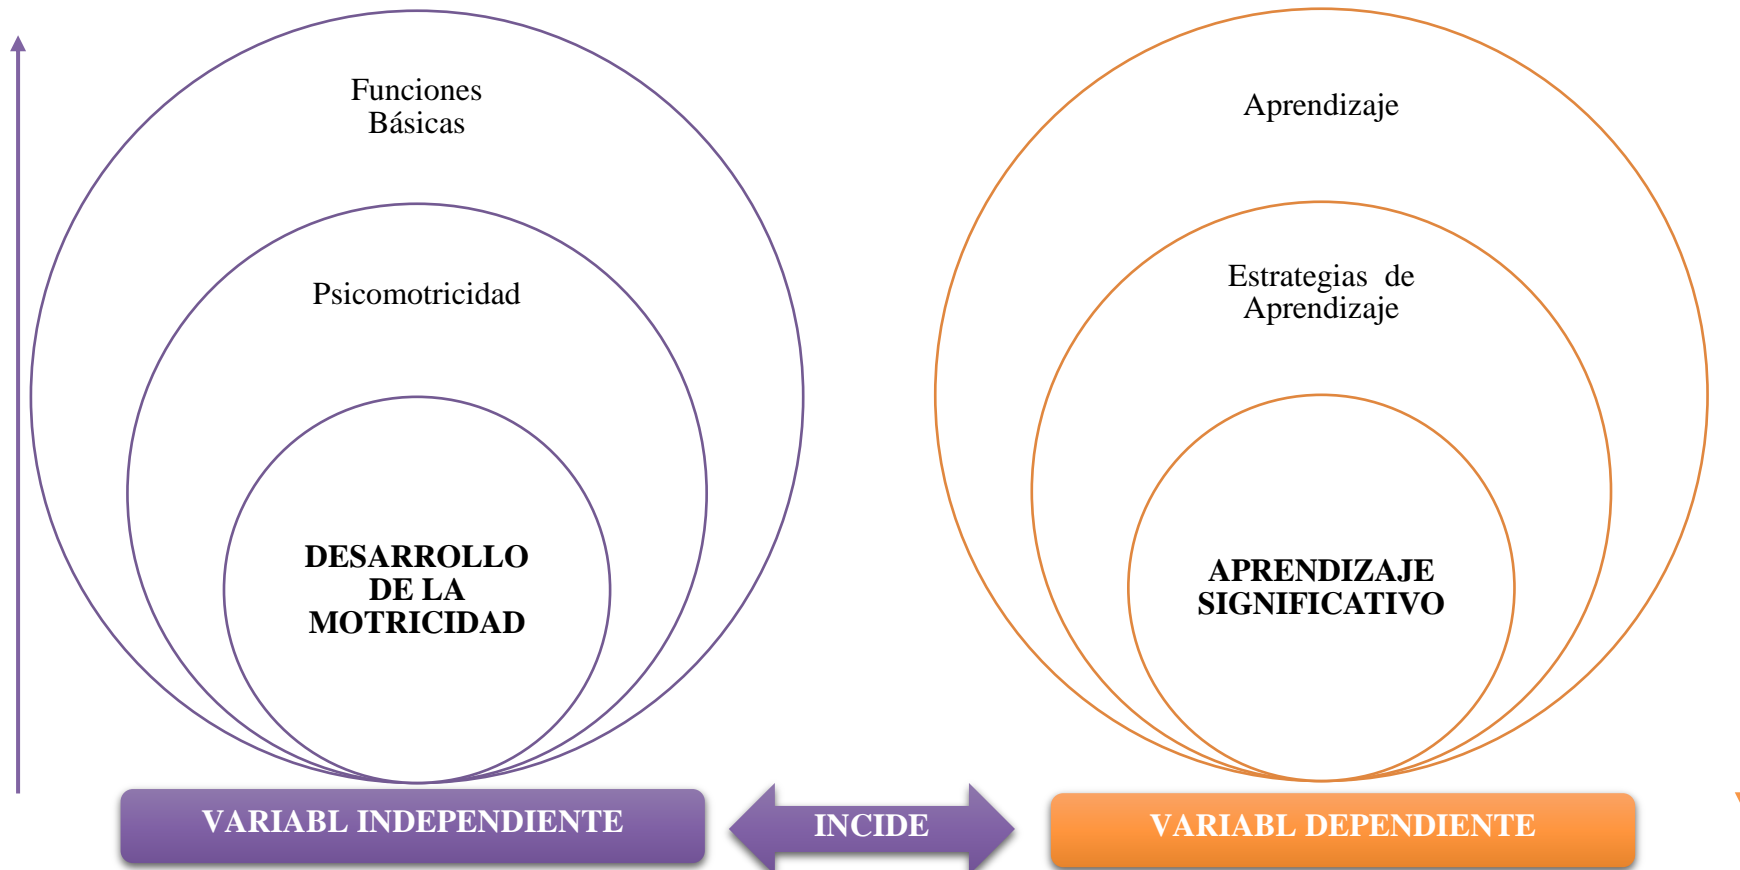 Funciones
Básicas
Psicomotricidad
DESARROLLO
DE LA
MOTRICIDAD
Aprendizaje
Estrategias de
Aprendizaje
APRENDIZAJE
SIGNIFICATIVO
VARIABL INDEPENDIENTE
INCIDE
VARIABL DEPENDIENTE